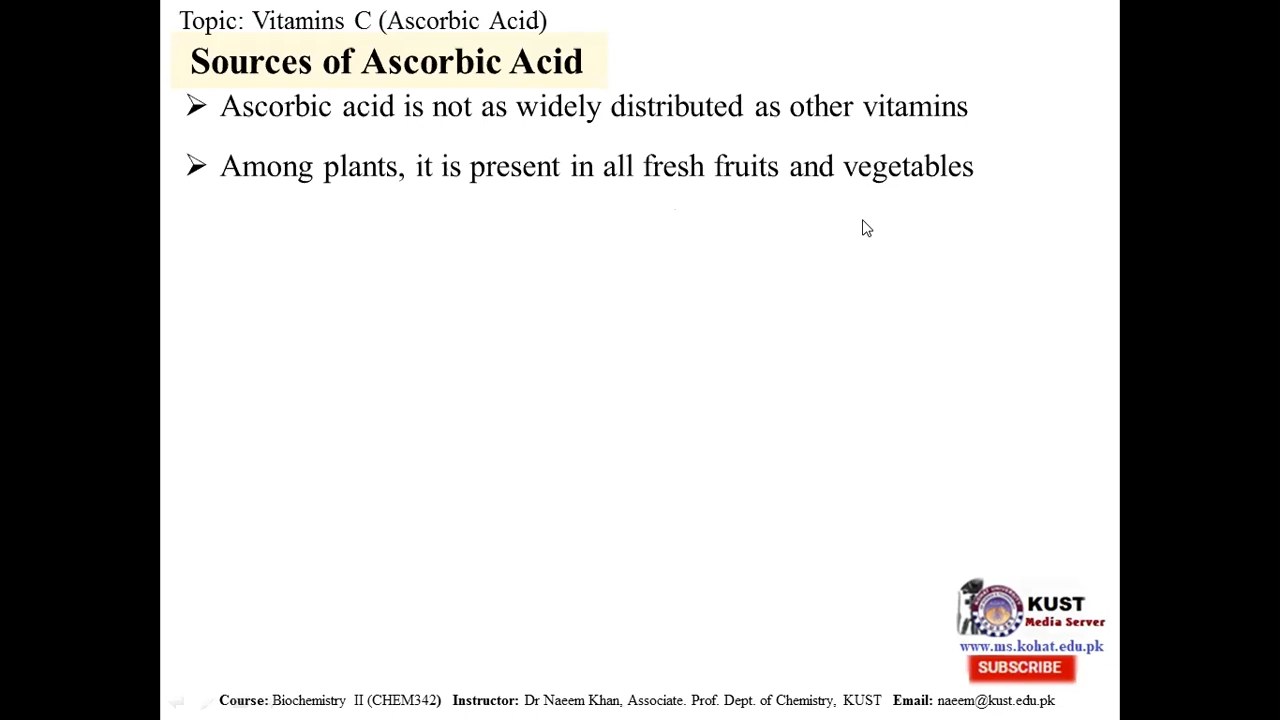 Topic: Vitamins C (Ascorbic Acid)
Sources of Ascorbic Acid
➢ Ascorbic acid is not as widely distributed as other vitamins
➢ Among plants, it is present in all fresh fruits and vegetables
KUST
Media Server
www.ms.kohat.edu.pk
SUBSCRIBE
Course: Biochemistry II (CHEM342) Instructor: Dr Naeem Khan, Associate. Prof. Dept. of Chemistry, KUST Email: naeem@kust.edu.pk